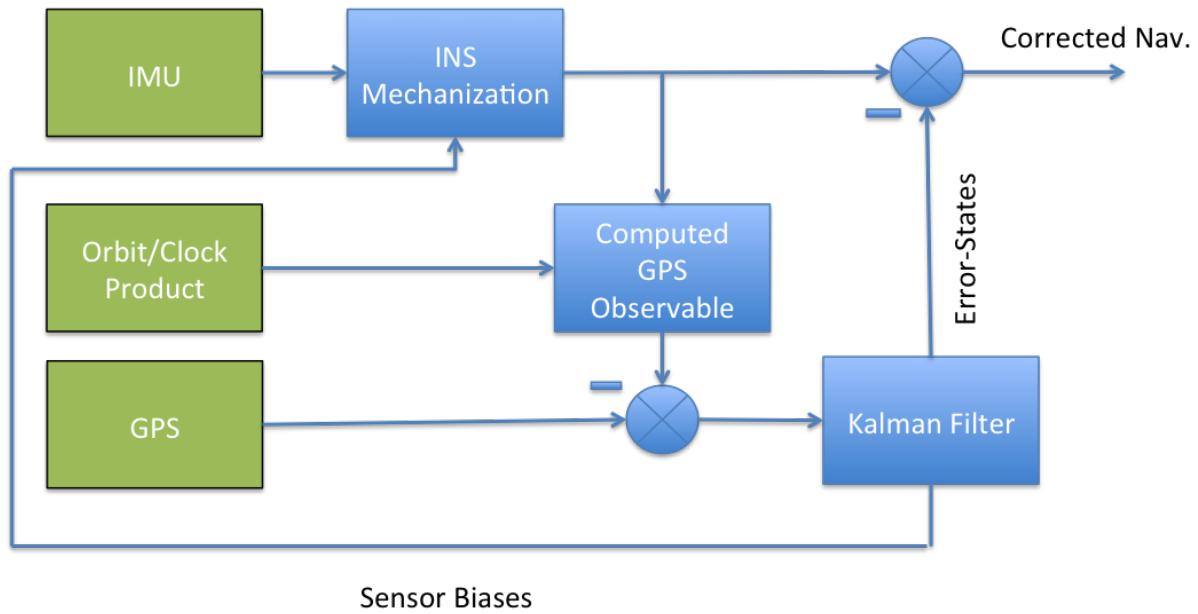 IMU
INS
Mechanization
Corrected Nav.
Orbit/Clock
Product
Computed
GPS
Observable
Error-States
GPS
Kalman Filter
Sensor Biases